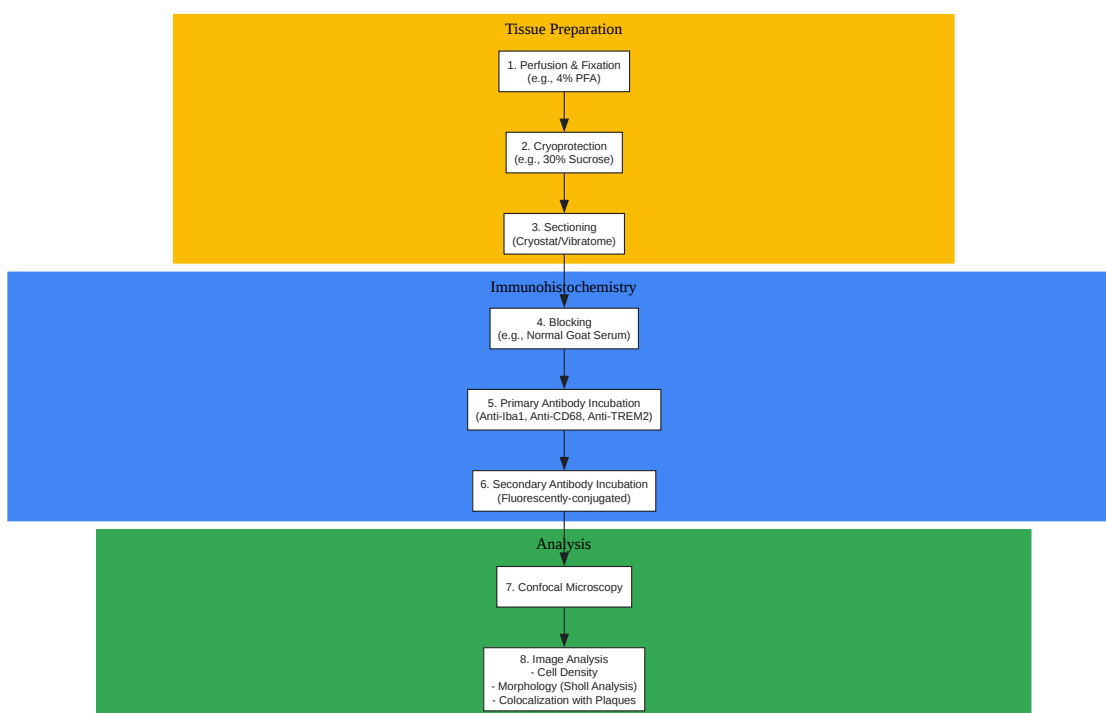 Tissue Preparation
1. Perfusion & Fixation
(e.g., 4% PFA)
2. Cryoprotection
(e.g., 30% Sucrose)
3. Sectioning
(Cryostat/Vibratome)
Immunohistochemistry
4. Blocking
(e.g., Normal Goat Serum)
5. Primary Antibody Incubation
(Anti-Iba1, Anti-CD68, Anti-TREM2)
6. Secondary Antibody Incubation
(Fluorescently-conjugated)
Analysis
7. Confocal Microscopy
8. Image Analysis
- Cell Density
- Morphology (Sholl Analysis)
- Colocalization with Plaques